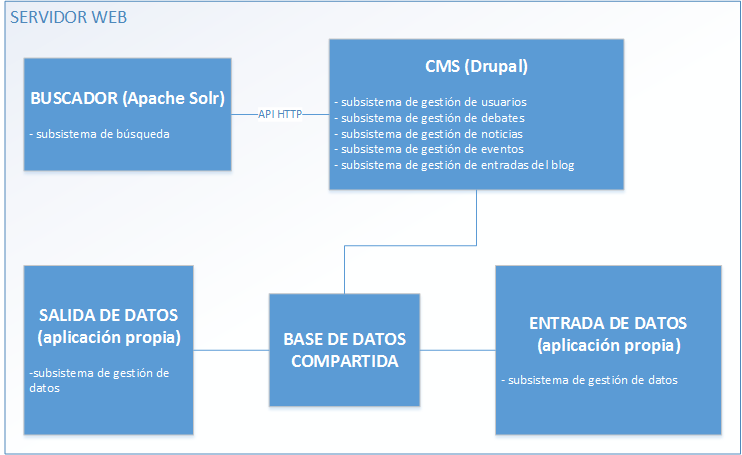 SERVIDOR WEB
BUSCADOR (Apache Solr)
- subsistema de búsqueda
API HTTP
CMS (Drupal)
- subsistema de gestión de usuarios
- subsistema de gestión de debates
- subsistema de gestión de noticias
- subsistema de gestión de eventos
- subsistema de gestión de entradas del blog
SALIDA DE DATOS
(aplicación propia)
-subsistema de gestión de
datos
BASE DE DATOS
COMPARTIDA
ENTRADA DE DATOS
(aplicación propia)
- subsistema de gestión de datos